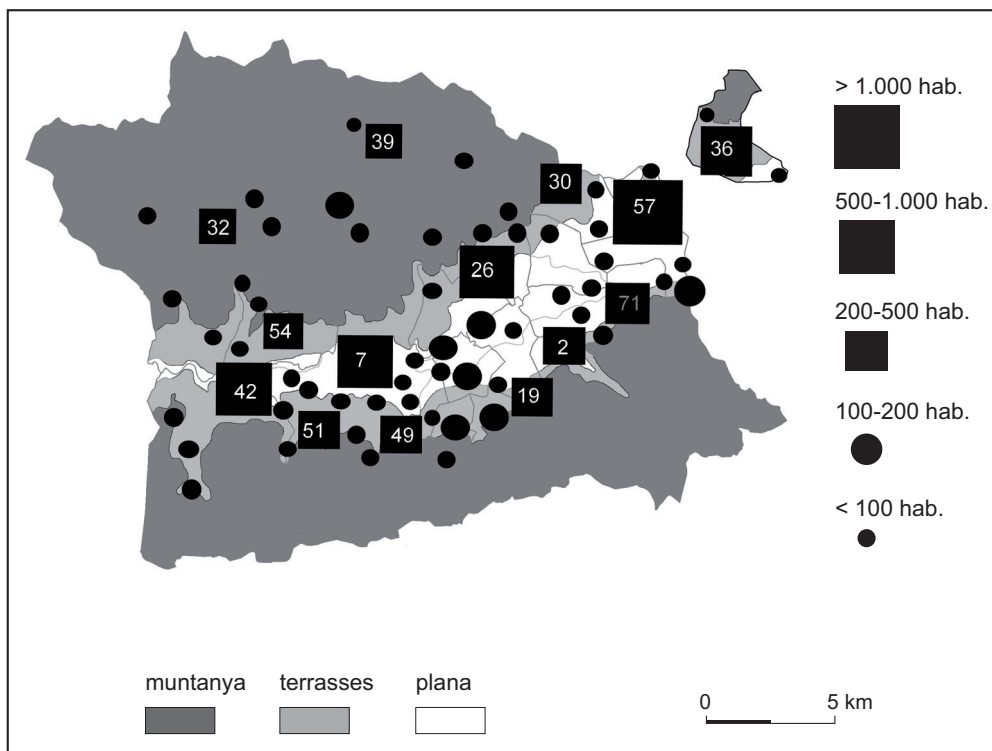 > 1.000 hab.
39
36
30
500-1.000 hab.
57
32
26
71
200-500 hab.
54
2
7
42
19
100-200 hab.
51
49
< 100 hab.
muntanya terrasses plana
0 5 km